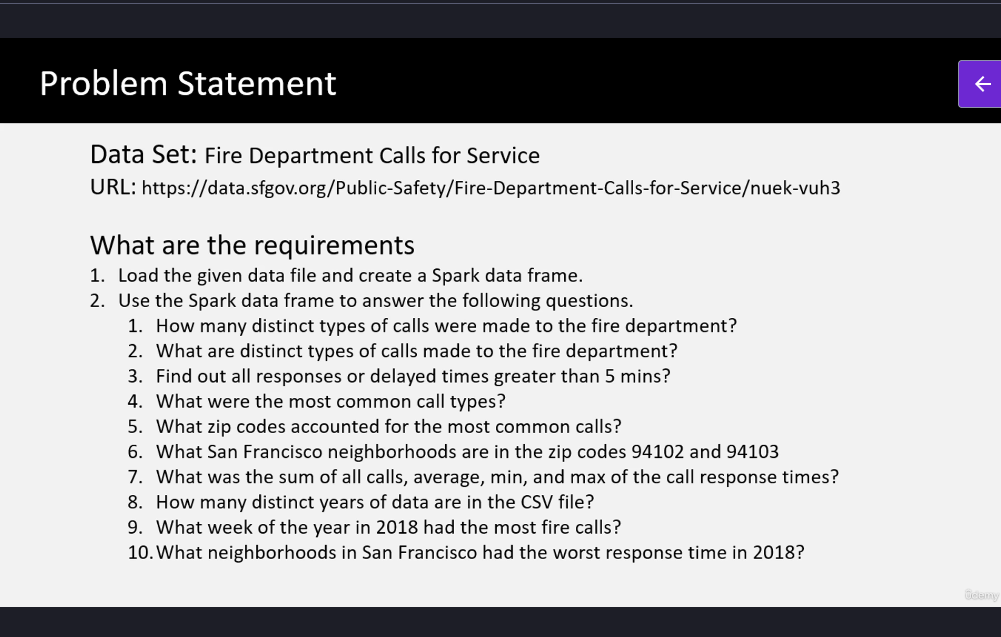 Problem Statement
Data Set: Fire Department Calls for Service
URL: https://data.sfgov.org/Public-Safety/Fire-Department-Calls-for-Service/nuek-vuh3
What are the requirements
1. Load the given data file and create a Spark data frame.
2. Use the Spark data frame to answer the following questions.
1. How many distinct types of calls were made to the fire department?
2. What are distinct types of calls made to the fire department?
3. Find out all responses or delayed times greater than 5 mins?
4. What were the most common call types?
5. What zip codes accounted for the most common calls?
6. What San Francisco neighborhoods are in the zip codes 94102 and 94103
7. What was the sum of all calls, average, min, and max of the call response times?
8. How many distinct years of data are in the CSV file?
9. What week of the year in 2018 had the most fire calls?
10. What neighborhoods in San Francisco had the worst response time in 2018?
ûdemy